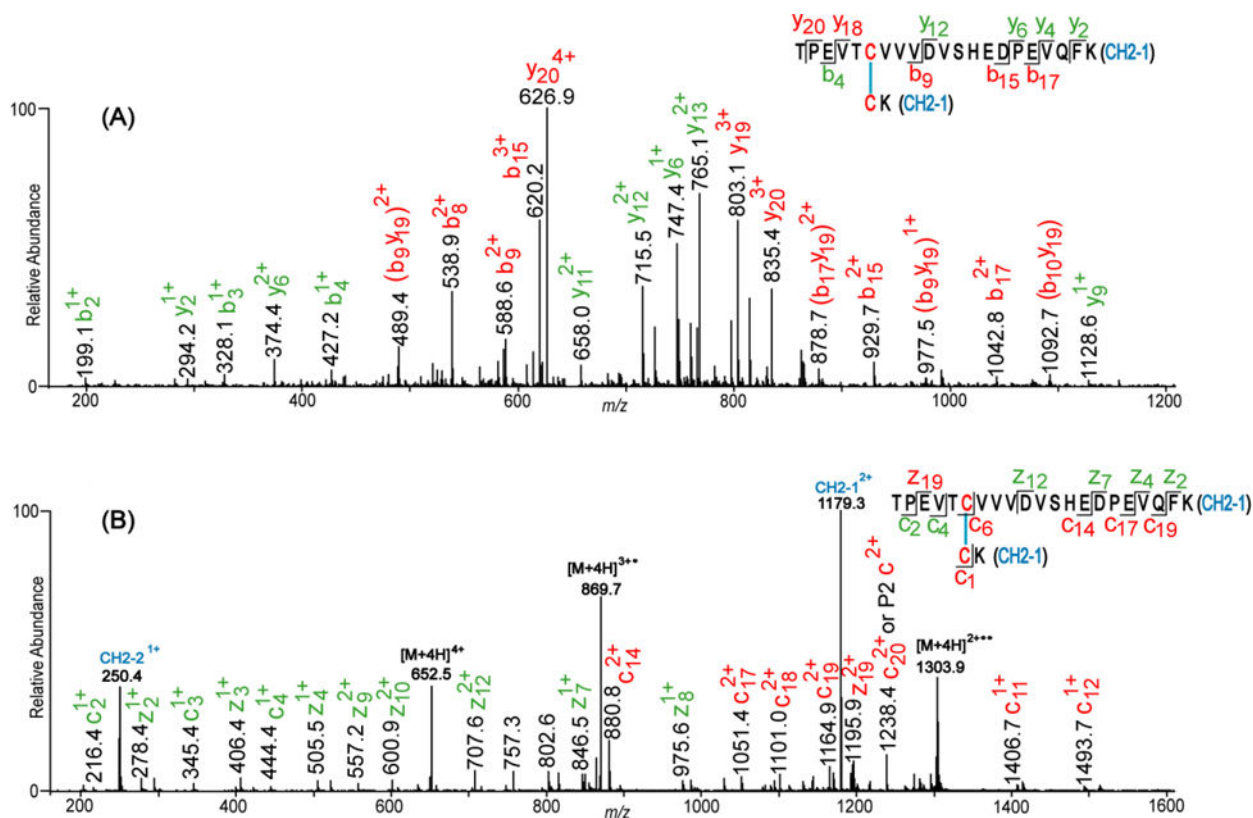 (A)
y20 y18 y12 y6 y4 y2
TPEVTCVVVDVSHEDPEVQFK (CH2-1)
b4 b9 b15 b17
CK (CH2-1)
Relative Abundance
100
0
199.1 b2 1+
294.2 y2 1+
328.1 b3 1+
374.4 y6 2+
427.2 b4 1+
489.4 (b9y19) 2+
538.9 b8 2+
588.6 b9 2+
620.2 b15 3+
y20 4+
626.9
658.0 y11 2+
715.5 y12 2+
747.4 y6 1+
765.1 y13 2+
803.1 y19 3+
835.4 y20 3+
878.7 (b17y19) 2+
929.7 b15 2+
977.5 (b9y19) 1+
1042.8 b17 2+
1092.7 (b10y19)
1128.6 y9 1+
200 400 600 800 1000 1200
m/z
(B)
z19 z12 z7 z4 z2
TPEVTCVVVDVSHEDPEVQFK (CH2-1)
c2 c4 c6 c14 c17 c19
CK (CH2-1)
c1
Relative Abundance
100
0
216.4 c2 1+
CH2-2 1+
250.4
278.4 z2 1+
345.4 c3 1+
406.4 z3 1+
444.4 c4 1+
505.5 z4 1+
557.2 z9 2+
600.9 z10 2+
[M+4H]4+
652.5
707.6 z12 2+
757.3
802.6
846.5 z7 1+
[M+4H]3+•
869.7
880.8 c14 2+
975.6 z8 1+
1051.4 c17 2+
1101.0 c18 2+
1164.9 c19 2+
CH2-1 2+
1179.3
1195.9 z19 2+
1238.4 c20 2+ or P2 c 2+
[M+4H]2+••
1303.9
1406.7 c11 1+
1493.7 c12 1+
200 400 600 800 1000 1200 1400 1600
m/z